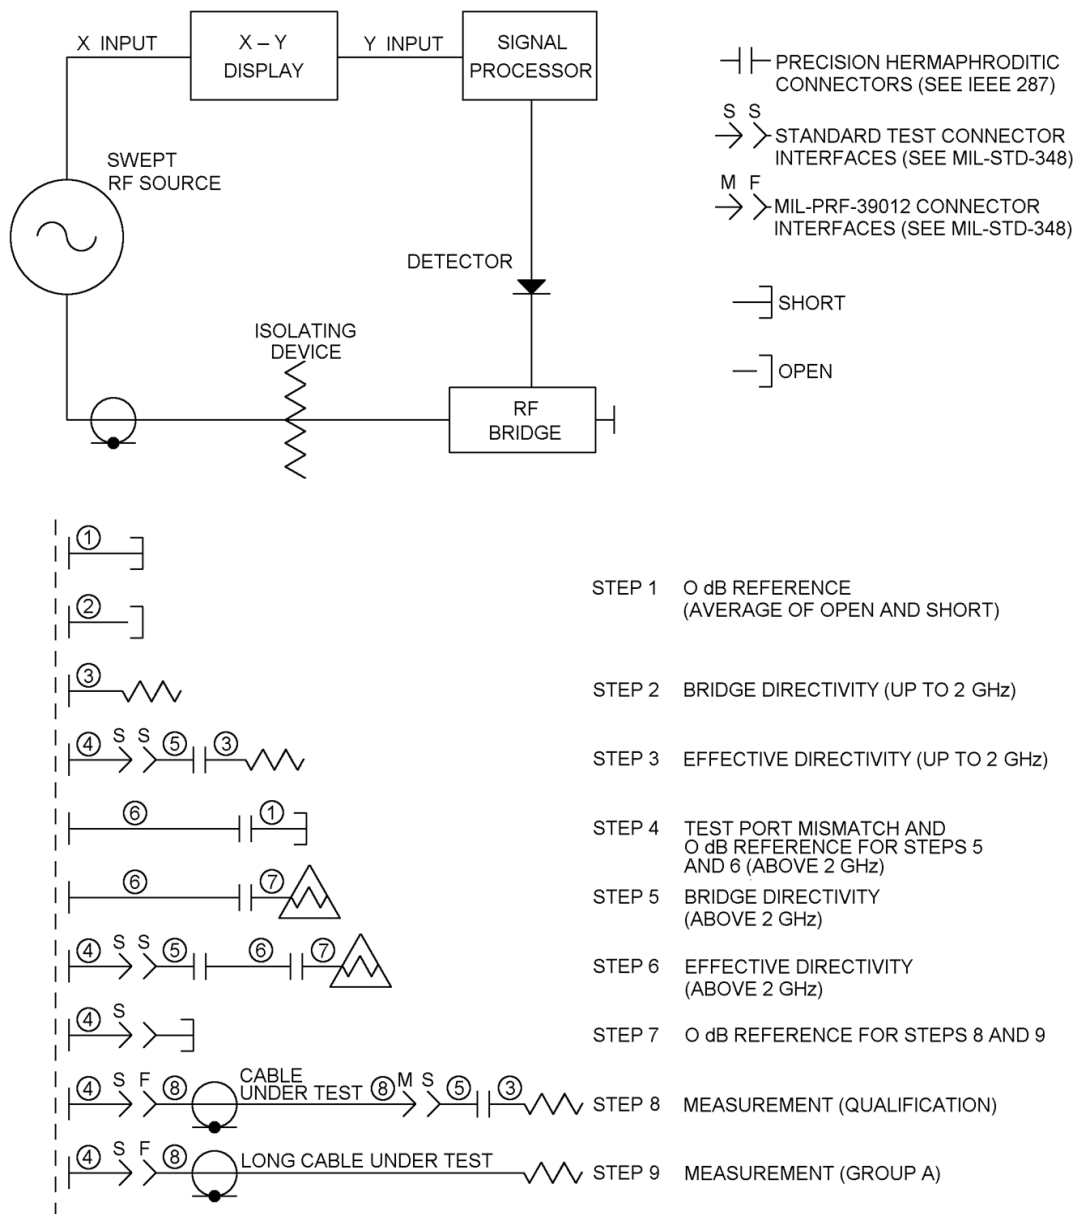 X INPUT
X – Y
DISPLAY
Y INPUT
SIGNAL
PROCESSOR
PRECISION HERMAPHRODITIC
CONNECTORS (SEE IEEE 287)
S S
STANDARD TEST CONNECTOR
INTERFACES (SEE MIL-STD-348)
M F
MIL-PRF-39012 CONNECTOR
INTERFACES (SEE MIL-STD-348)
SHORT
OPEN
SWEPT
RF SOURCE
DETECTOR
ISOLATING
DEVICE
RF
BRIDGE
1
2
STEP 1 O dB REFERENCE
(AVERAGE OF OPEN AND SHORT)
3
STEP 2 BRIDGE DIRECTIVITY (UP TO 2 GHz)
4 S S 5 3
STEP 3 EFFECTIVE DIRECTIVITY (UP TO 2 GHz)
6 1
STEP 4 TEST PORT MISMATCH AND
O dB REFERENCE FOR STEPS 5
AND 6 (ABOVE 2 GHz)
6 7
STEP 5 BRIDGE DIRECTIVITY
(ABOVE 2 GHz)
4 S S 5 6 7
STEP 6 EFFECTIVE DIRECTIVITY
(ABOVE 2 GHz)
4 S
STEP 7 O dB REFERENCE FOR STEPS 8 AND 9
4 S F 8 CABLE
UNDER TEST 8 M S 5 3
STEP 8 MEASUREMENT (QUALIFICATION)
4 S F 8 LONG CABLE UNDER TEST
STEP 9 MEASUREMENT (GROUP A)